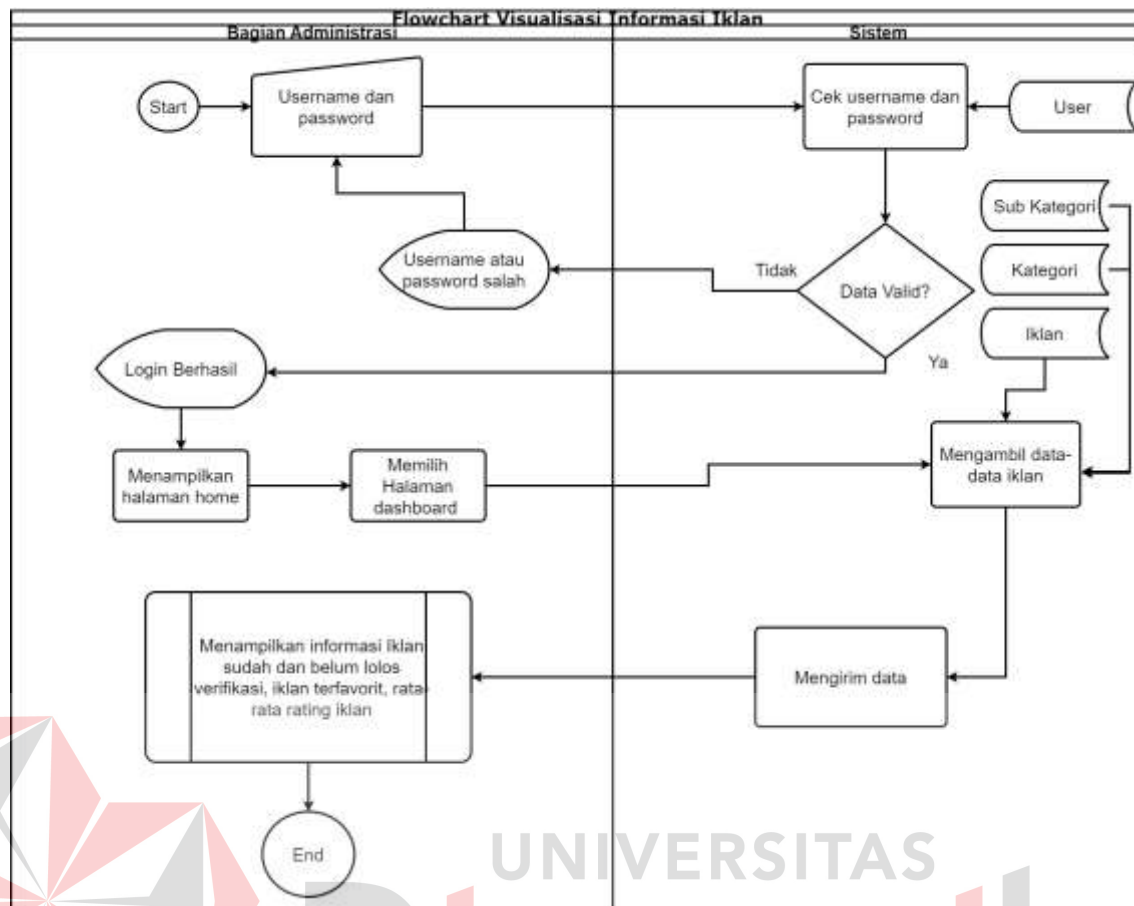 Flowchart Visualisasi Informasi Iklan
Bagian Administrasi
Sistem
Start
Username dan
password
Cek username dan
password
User
Sub Kategori
Username atau
password salah
Tidak
Data Valid?
Kategori
Iklan
Ya
Login Berhasil
Menampilkan
halaman home
Memilih
Halaman
dashboard
Mengambil data-
data iklan
Menampilkan informasi Iklan
sudah dan belum lolos
verifikasi, iklan terfavorit, rata-
rata rating iklan
Mengirim data
End
UNIVERSITAS